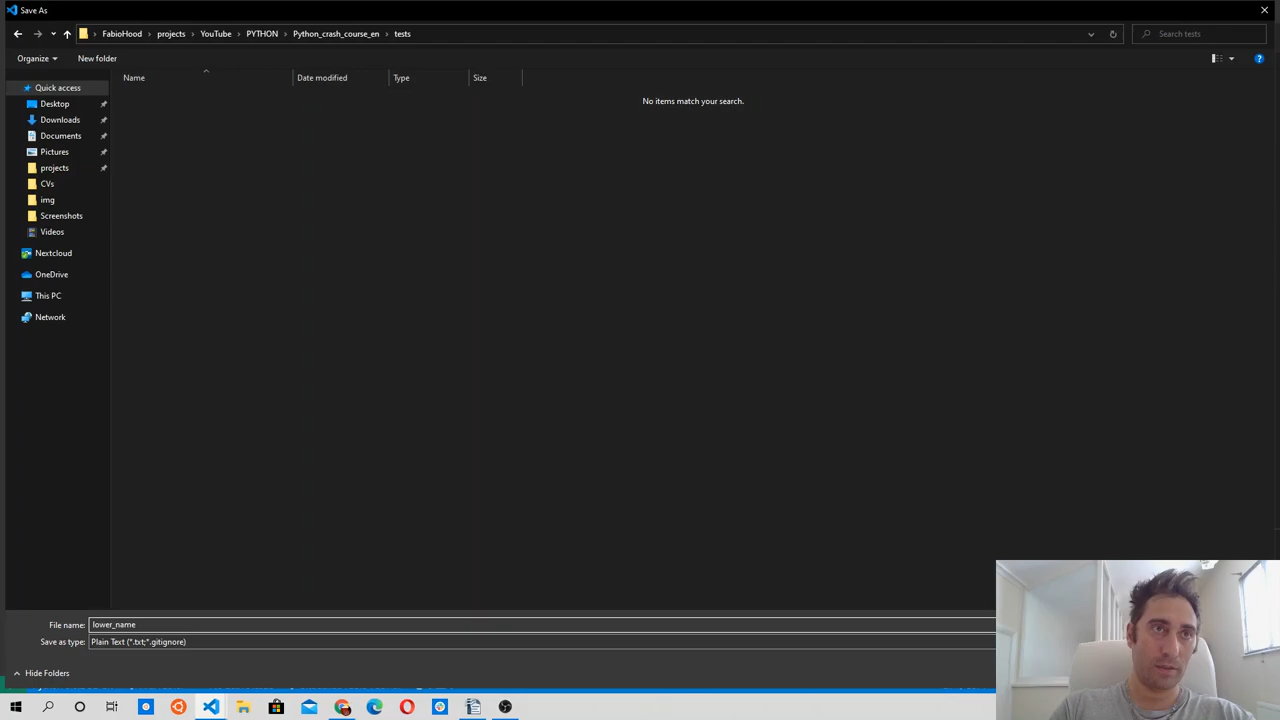 Save As
FabioHood > projects > YouTube > PYTHON > Python_crash_course_en > tests
Search tests
Organize
New folder
Name
Date modified
Type
Size
No items match your search.
Quick access
Desktop
Downloads
Documents
Pictures
projects
CVs
img
Screenshots
Videos
Nextcloud
OneDrive
This PC
Network
File name: lower_name
Save as type: Plain Text (*.txt;*.gitignore)
Hide Folders